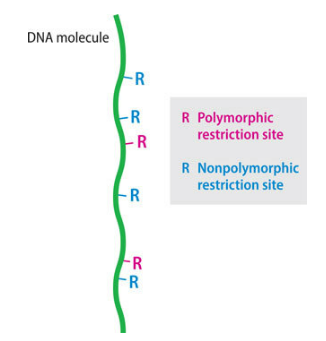 DNA molecule
R
R
R
R
R
R
R Polymorphic
restriction site
R Nonpolymorphic
restriction site